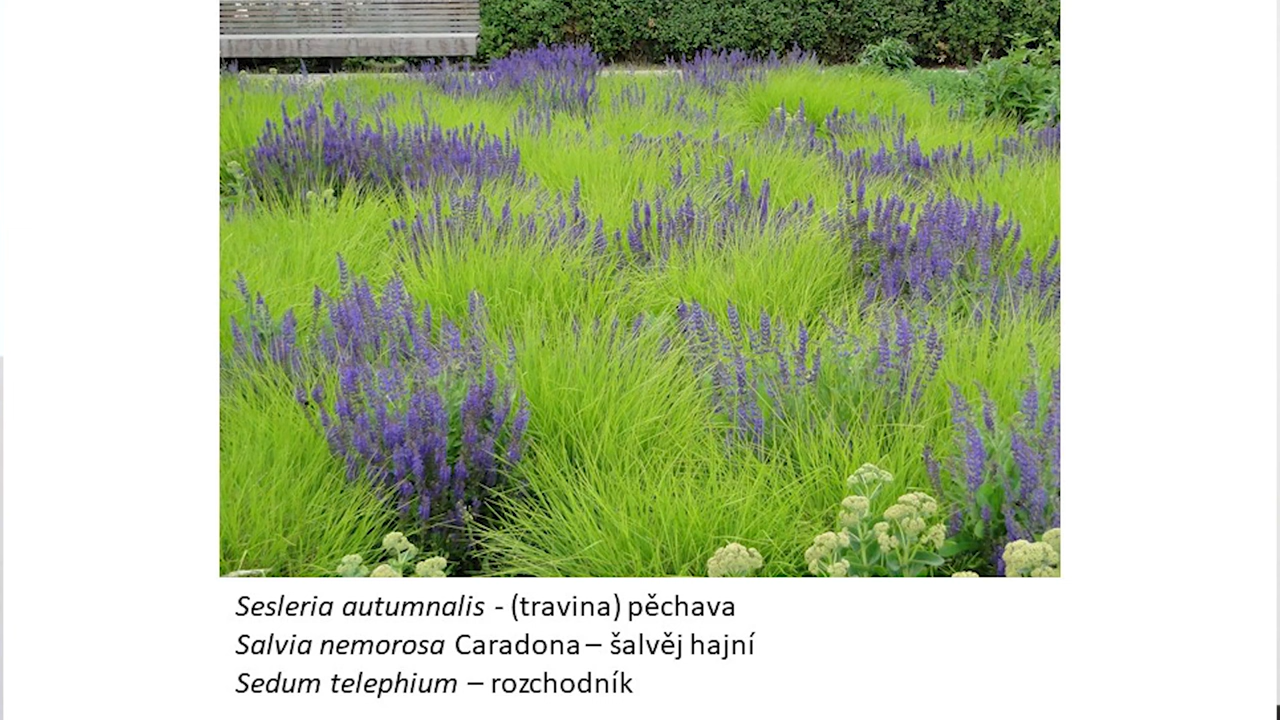 Sesleria autumnalis - (travina) pěchava
Salvia nemorosa Caradona – šalvěj hajní
Sedum telephium – rozchodník